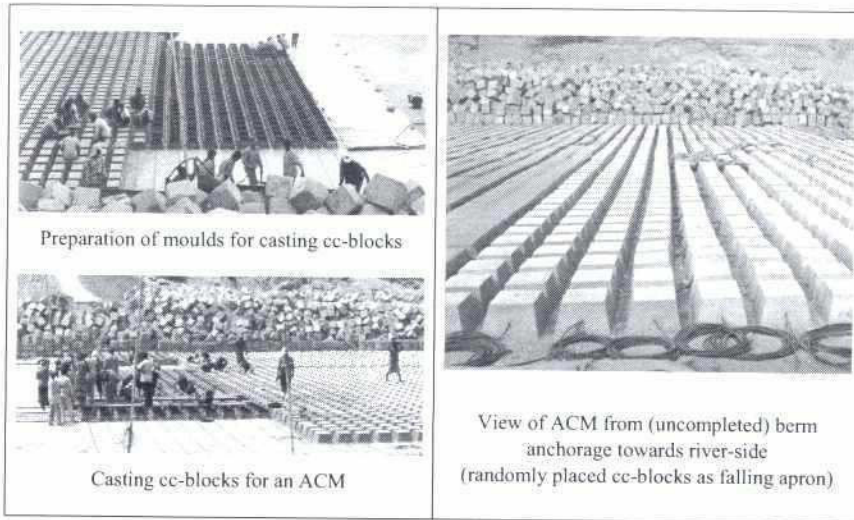 Preparation of moulds for casting cc-blocks
Casting cc-blocks for an ACM
View of ACM from (uncompleted) berm
anchorage towards river-side
(randomly placed cc-blocks as falling apron)